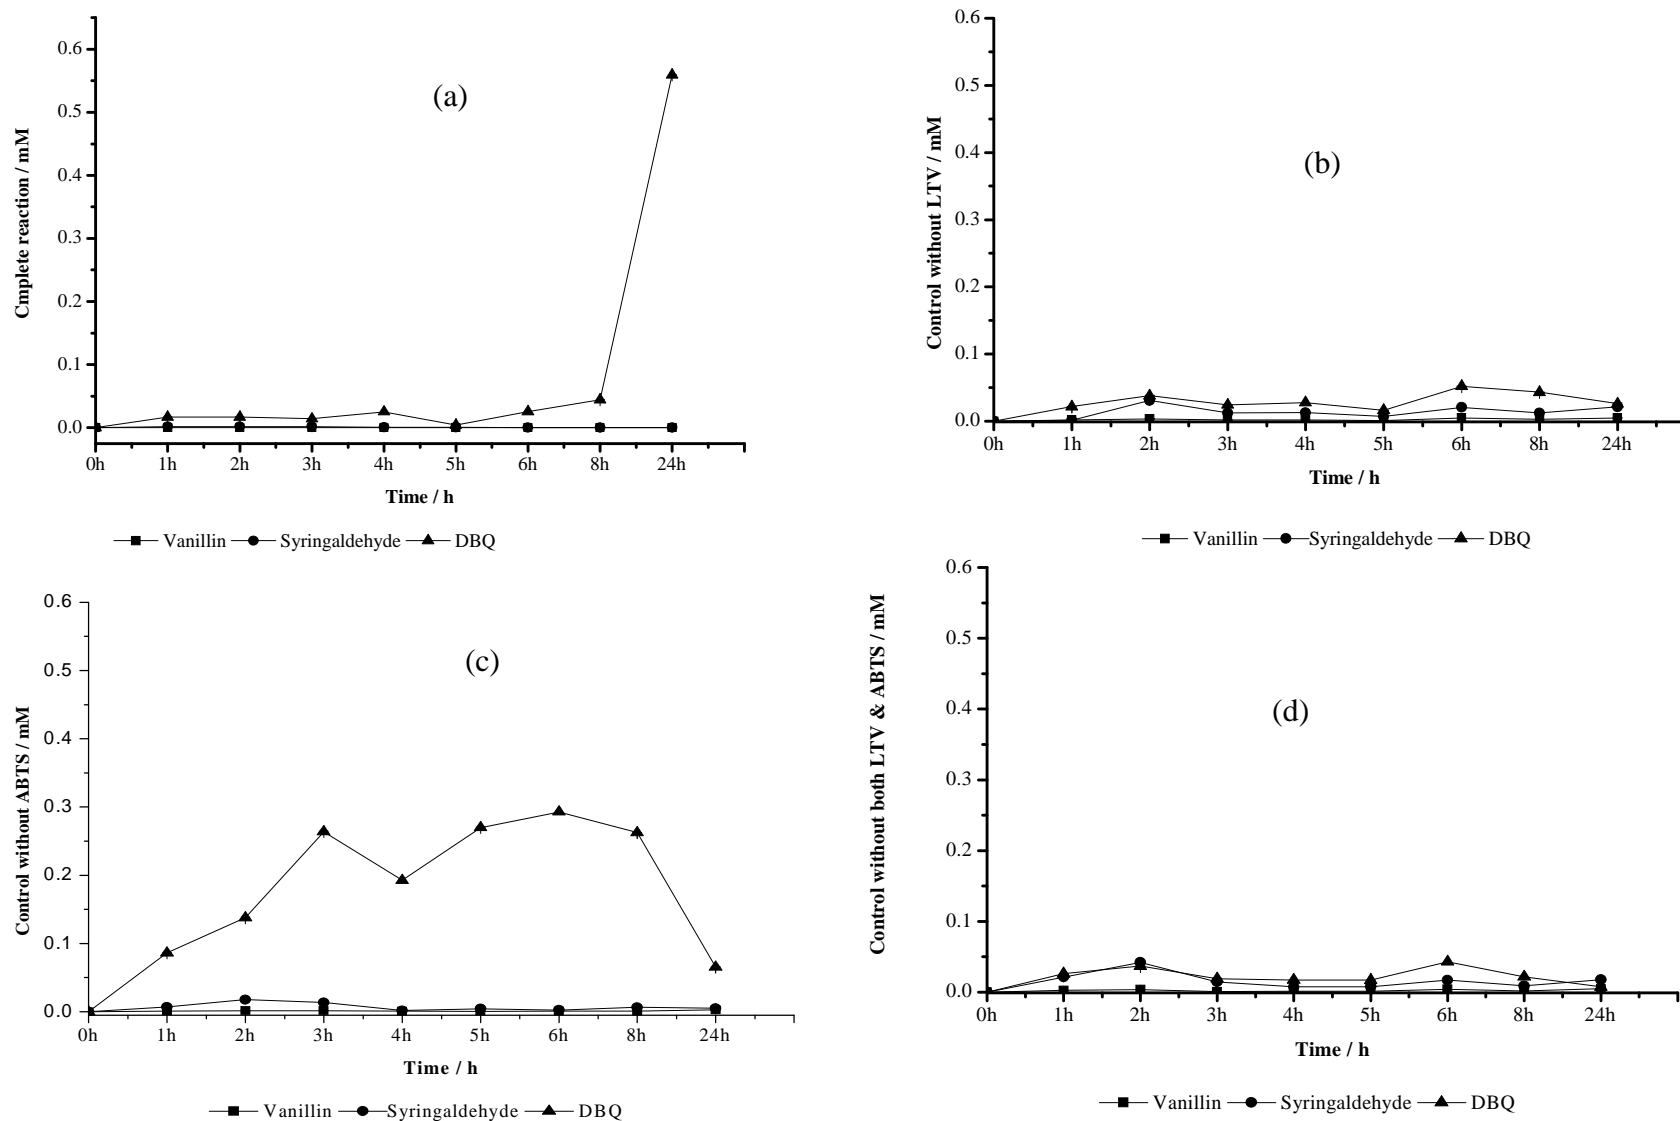 (a)
Cmplete reaction / mM
0.6
0.5
0.4
0.3
0.2
0.1
0.0
0h 1h 2h 3h 4h 5h 6h 8h 24h
Time / h
Vanillin Syringaldehyde DBQ
(b)
Control without LTV / mM
0.6
0.5
0.4
0.3
0.2
0.1
0.0
0h 1h 2h 3h 4h 5h 6h 8h 24h
Time / h
Vanillin Syringaldehyde DBQ
(c)
Control without ABTS / mM
0.6
0.5
0.4
0.3
0.2
0.1
0.0
0h 1h 2h 3h 4h 5h 6h 8h 24h
Time / h
Vanillin Syringaldehyde DBQ
(d)
Control without both LTV & ABTS / mM
0.6
0.5
0.4
0.3
0.2
0.1
0.0
0h 1h 2h 3h 4h 5h 6h 8h 24h
Time / h
Vanillin Syringaldehyde DBQ